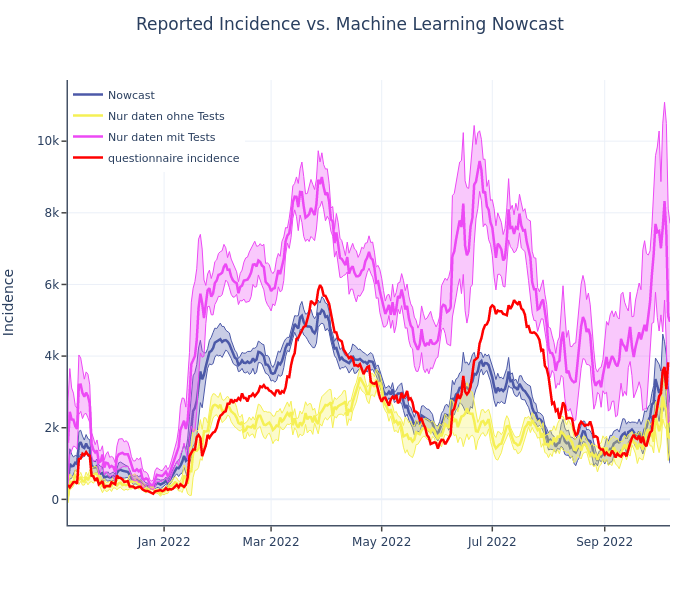 Reported Incidence vs. Machine Learning Nowcast
Nowcast
Nur daten ohne Tests
Nur daten mit Tests
questionnaire incidence
Incidence
10k
8k
6k
4k
2k
0
Jan 2022
Mar 2022
May 2022
Jul 2022
Sep 2022